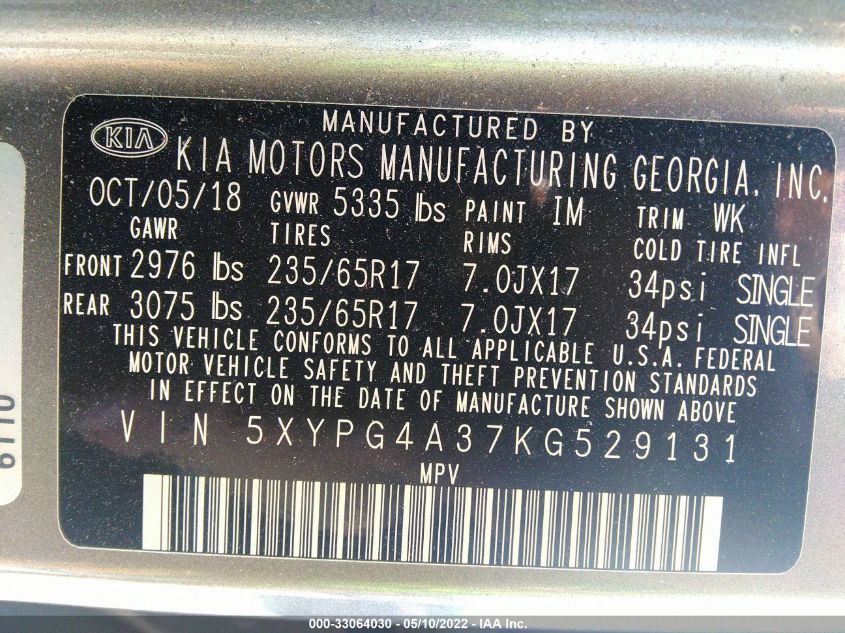 KIA
MANUFACTURED BY
KIA MOTORS MANUFACTURING GEORGIA, INC.
OCT/05/18 GVWR 5335 lbs PAINT IM TRIM WK
GAWR TIRES RIMS COLD TIRE INFL
FRONT 2976 lbs 235/65R17 7.0JX17 34psi SINGLE
REAR 3075 lbs 235/65R17 7.0JX17 34psi SINGLE
THIS VEHICLE CONFORMS TO ALL APPLICABLE U.S.A. FEDERAL
MOTOR VEHICLE SAFETY AND THEFT PREVENTION STANDARDS
IN EFFECT ON THE DATE OF MANUFACTURE SHOWN ABOVE
VIN 5XYPG4A37KG529131
MPV
000-33064030 - 05/10/2022 - IAA Inc.